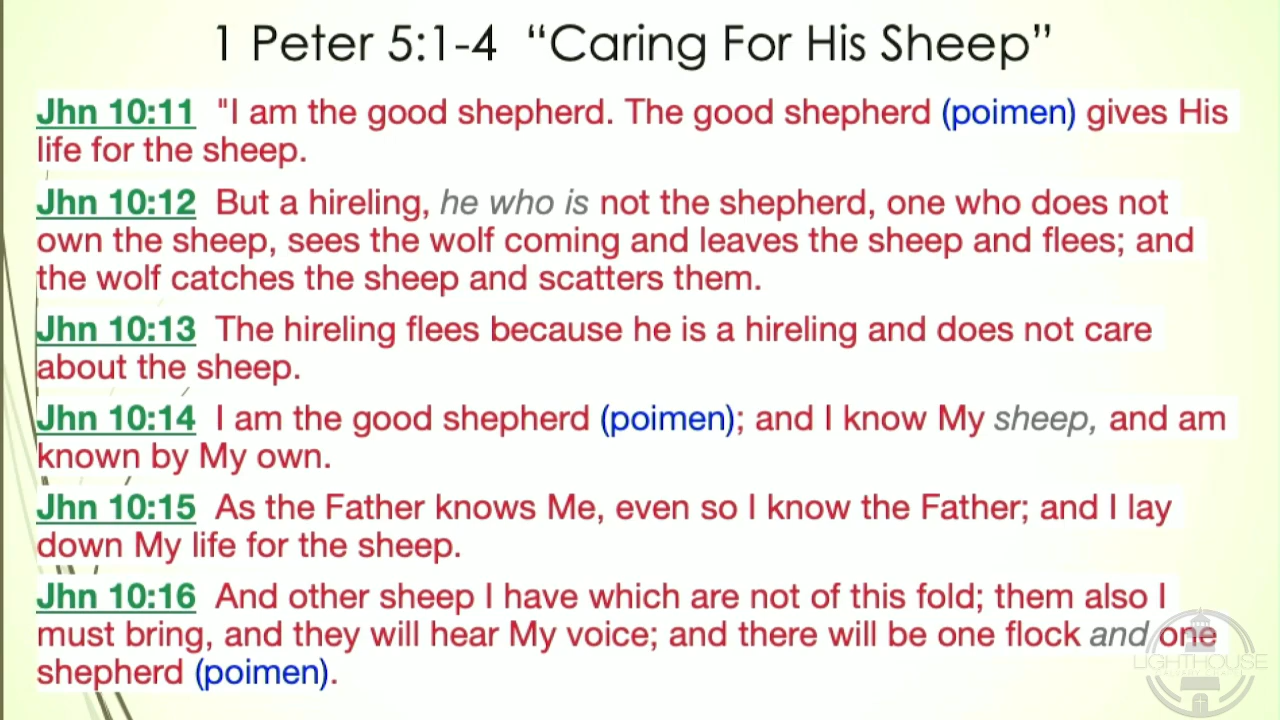 1 Peter 5:1-4 “Caring For His Sheep”
Jhn 10:11 "I am the good shepherd. The good shepherd (poimen) gives His
life for the sheep.
Jhn 10:12 But a hireling, he who is not the shepherd, one who does not
own the sheep, sees the wolf coming and leaves the sheep and flees; and
the wolf catches the sheep and scatters them.
Jhn 10:13 The hireling flees because he is a hireling and does not care
about the sheep.
Jhn 10:14 I am the good shepherd (poimen); and I know My sheep, and am
known by My own.
Jhn 10:15 As the Father knows Me, even so I know the Father; and I lay
down My life for the sheep.
Jhn 10:16 And other sheep I have which are not of this fold; them also I
must bring, and they will hear My voice; and there will be one flock and one
shepherd (poimen).
LIGHTHOUSE